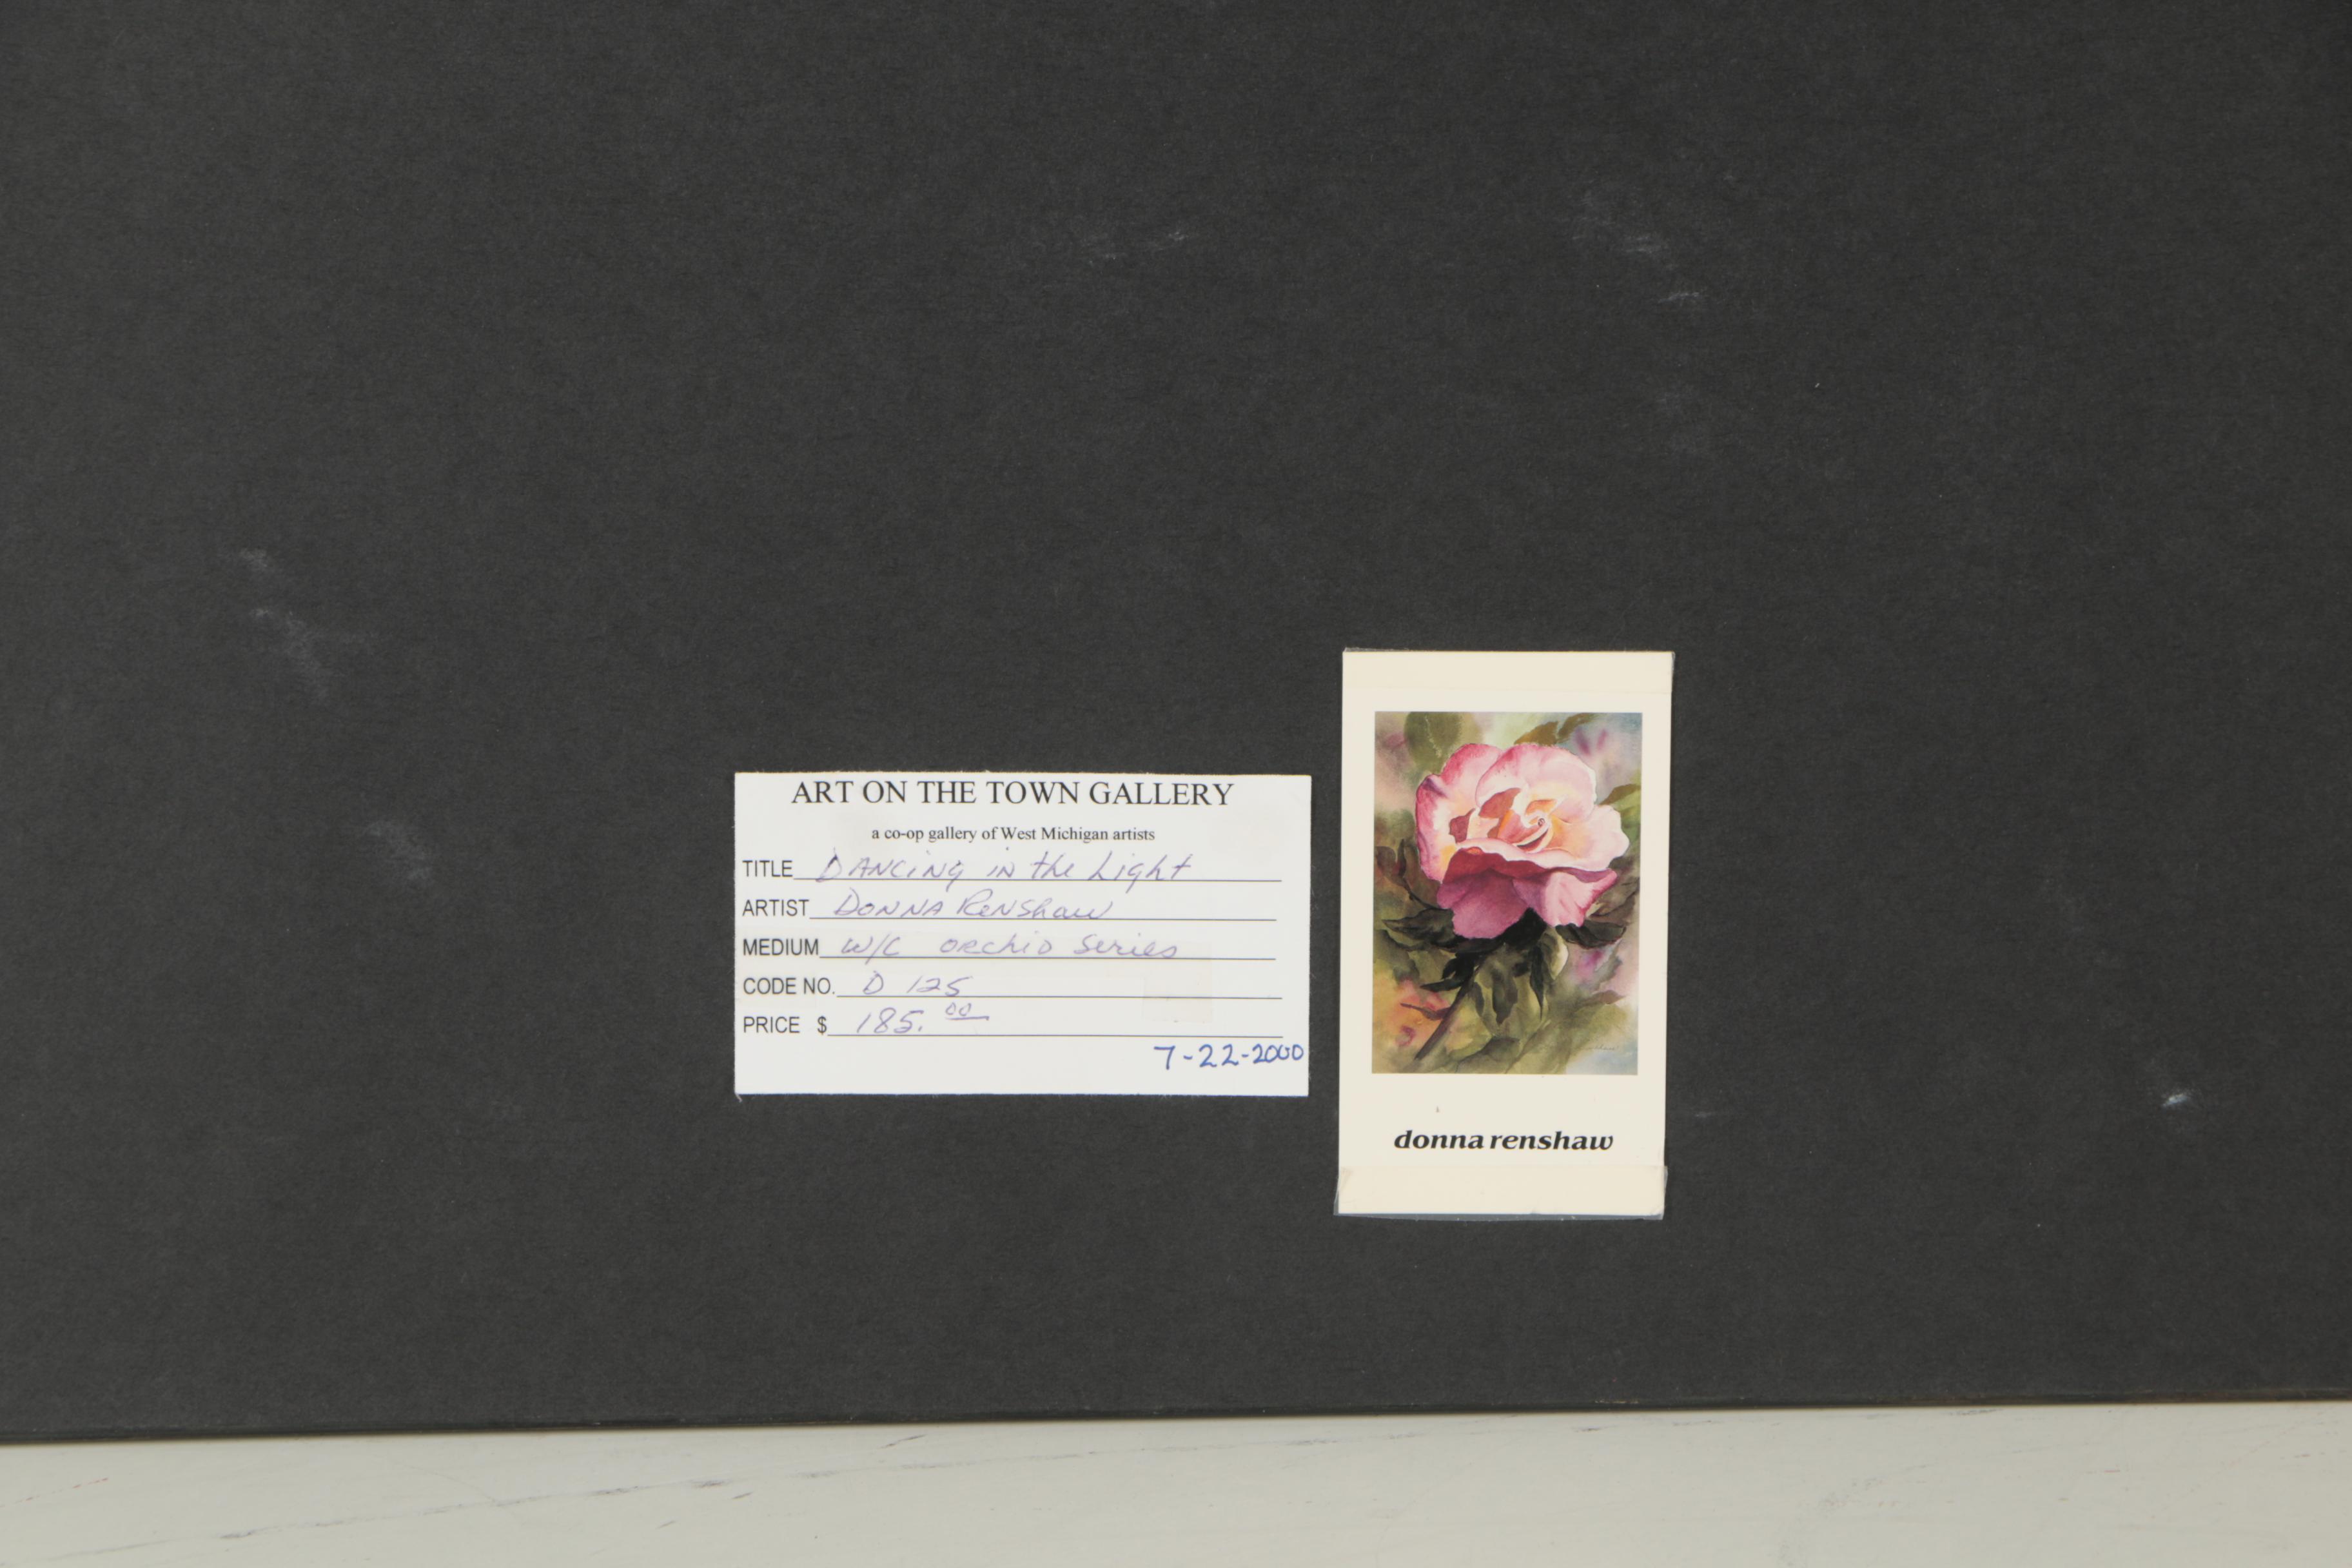 ART ON THE TOWN GALLERY
a co-op gallery of West Michigan artists
TITLE DANCING in the Light
ARTIST DONNA RENSHAW
MEDIUM W/C ORCHID Series
CODE NO. D 125
PRICE $ 185.00
7-22-2000
donna renshaw